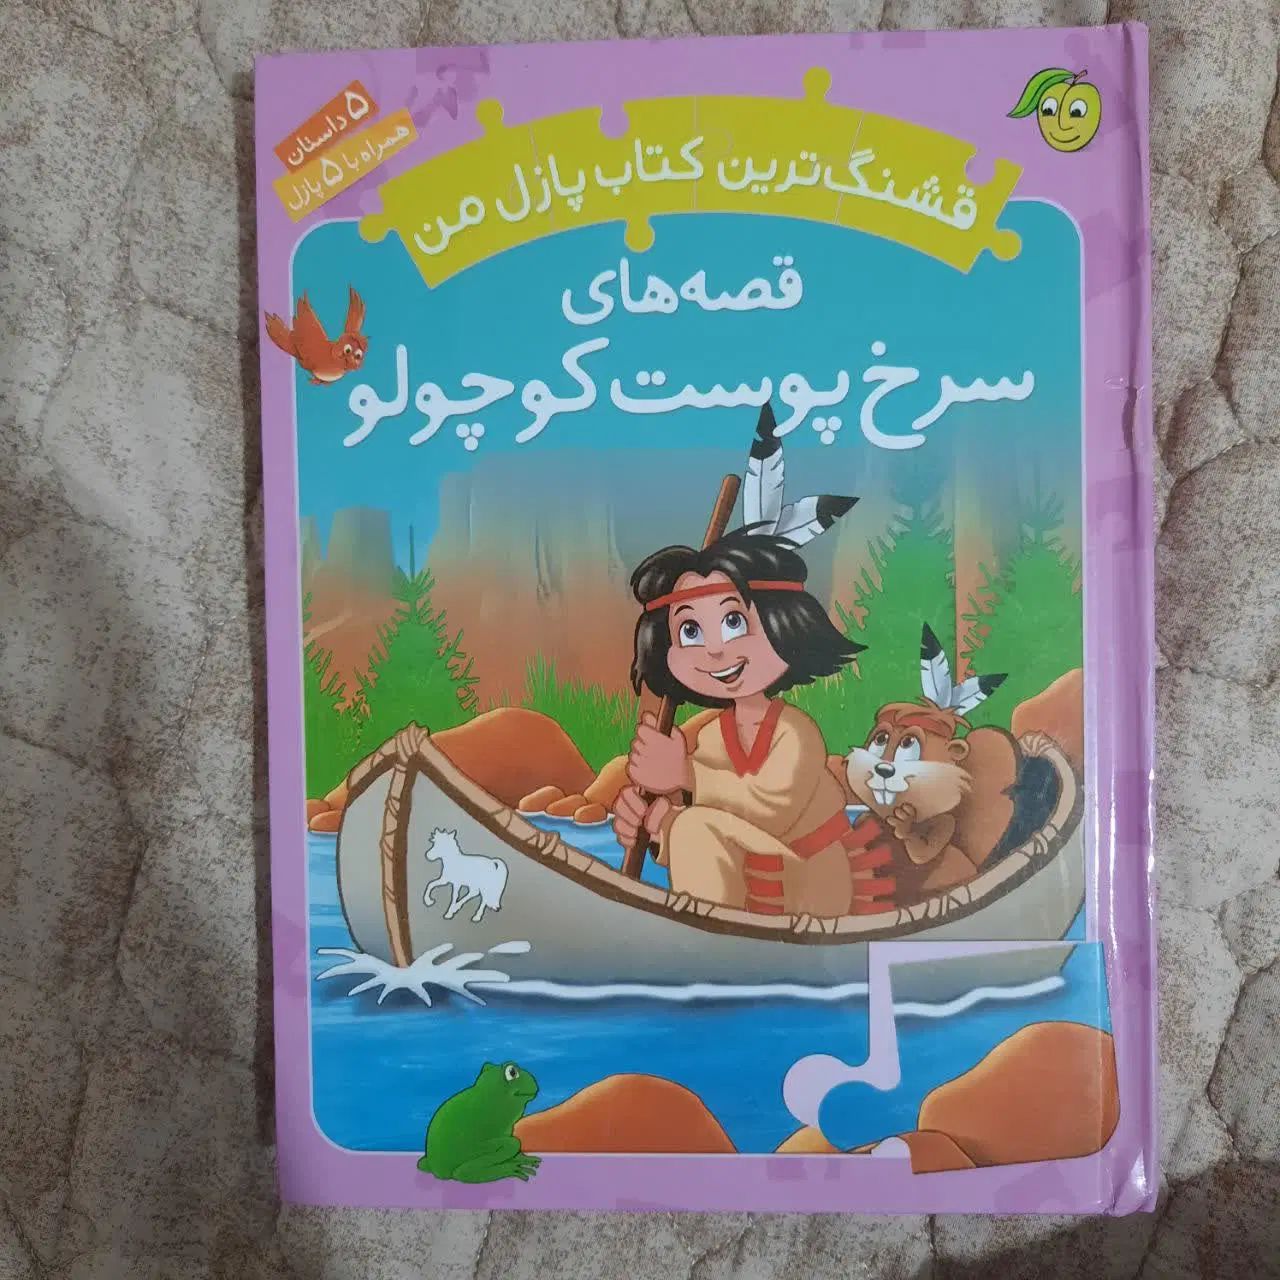 ۵ داستان
همراه با ۵ پازل
قشنگ‌ترین کتاب پازل من
قصه‌های
سرخ پوست کوچولو